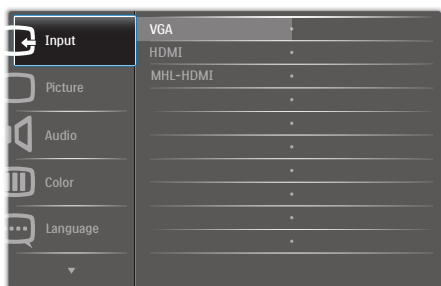 Input
Picture
Audio
Color
Language
VGA
HDMI
MHL-HDMI